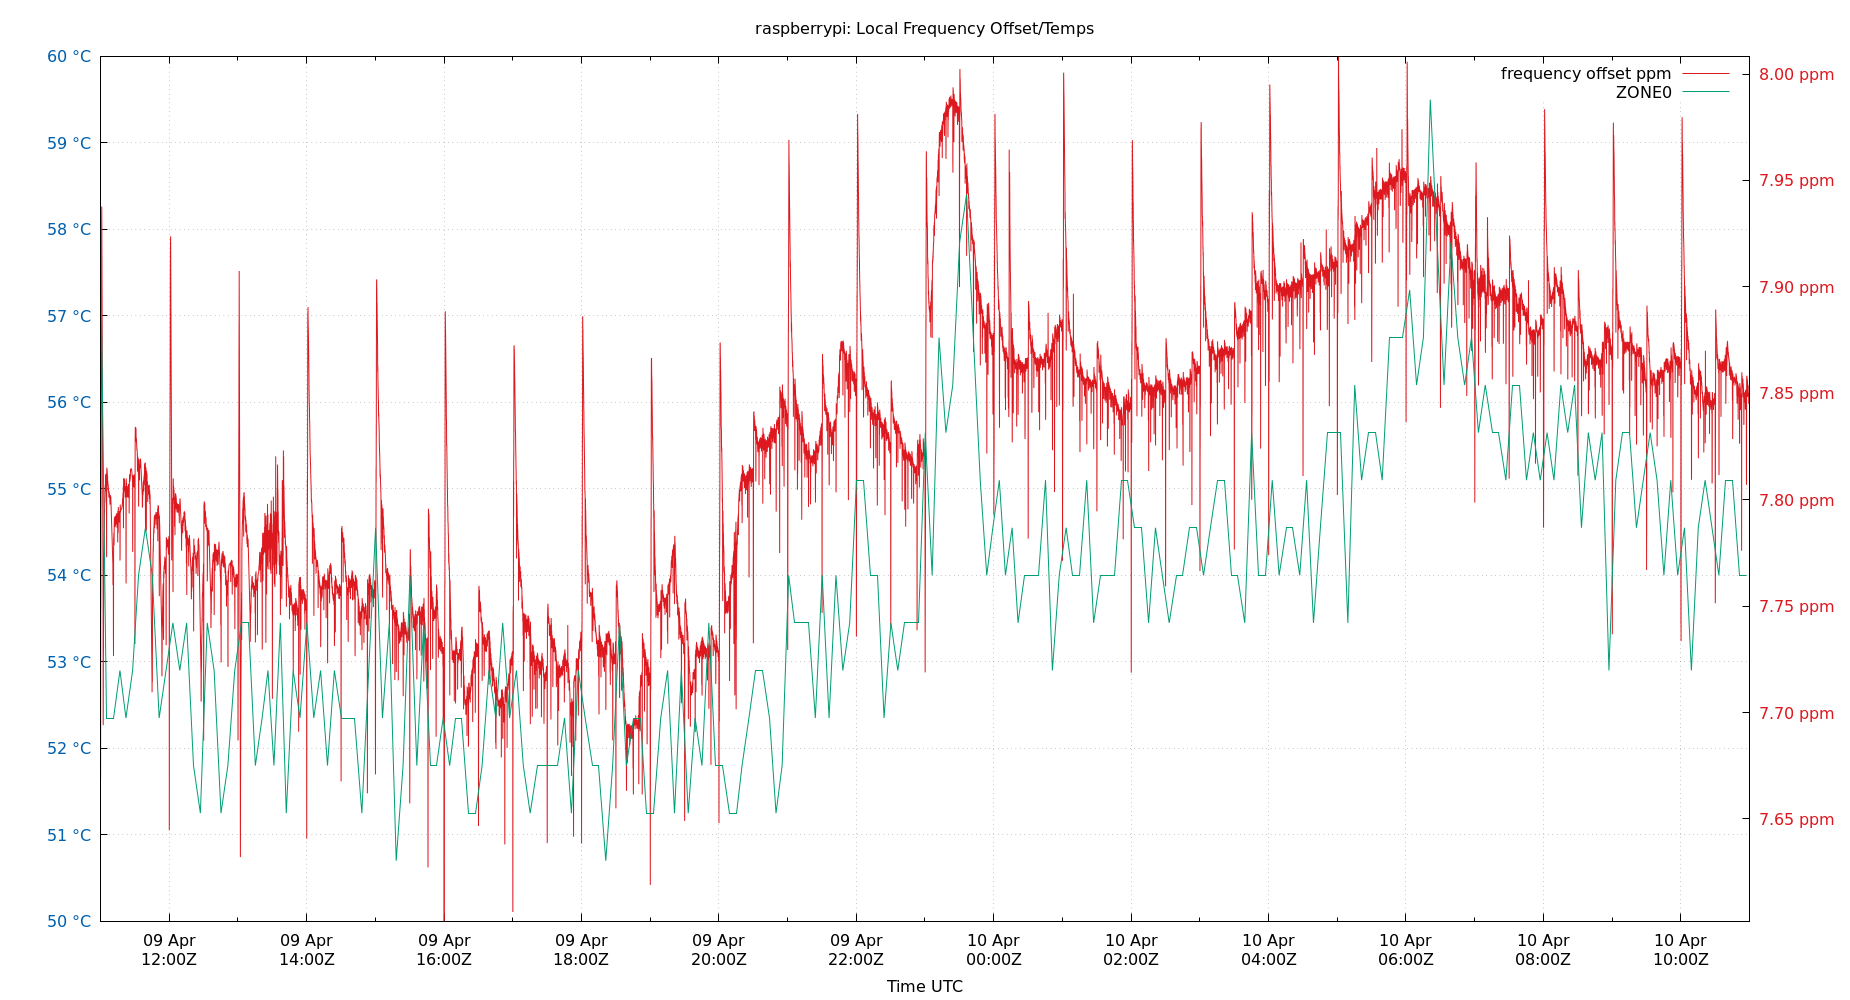 raspberrypi: Local Frequency Offset/Temps
frequency offset ppm
ZONE0
60 °C
59 °C
58 °C
57 °C
56 °C
55 °C
54 °C
53 °C
52 °C
51 °C
50 °C
8.00 ppm
7.95 ppm
7.90 ppm
7.85 ppm
7.80 ppm
7.75 ppm
7.70 ppm
7.65 ppm
09 Apr 09 Apr 09 Apr 09 Apr 09 Apr 09 Apr 10 Apr 10 Apr 10 Apr 10 Apr 10 Apr 10 Apr
12:00Z 14:00Z 16:00Z 18:00Z 20:00Z 22:00Z 00:00Z 02:00Z 04:00Z 06:00Z 08:00Z 10:00Z
Time UTC